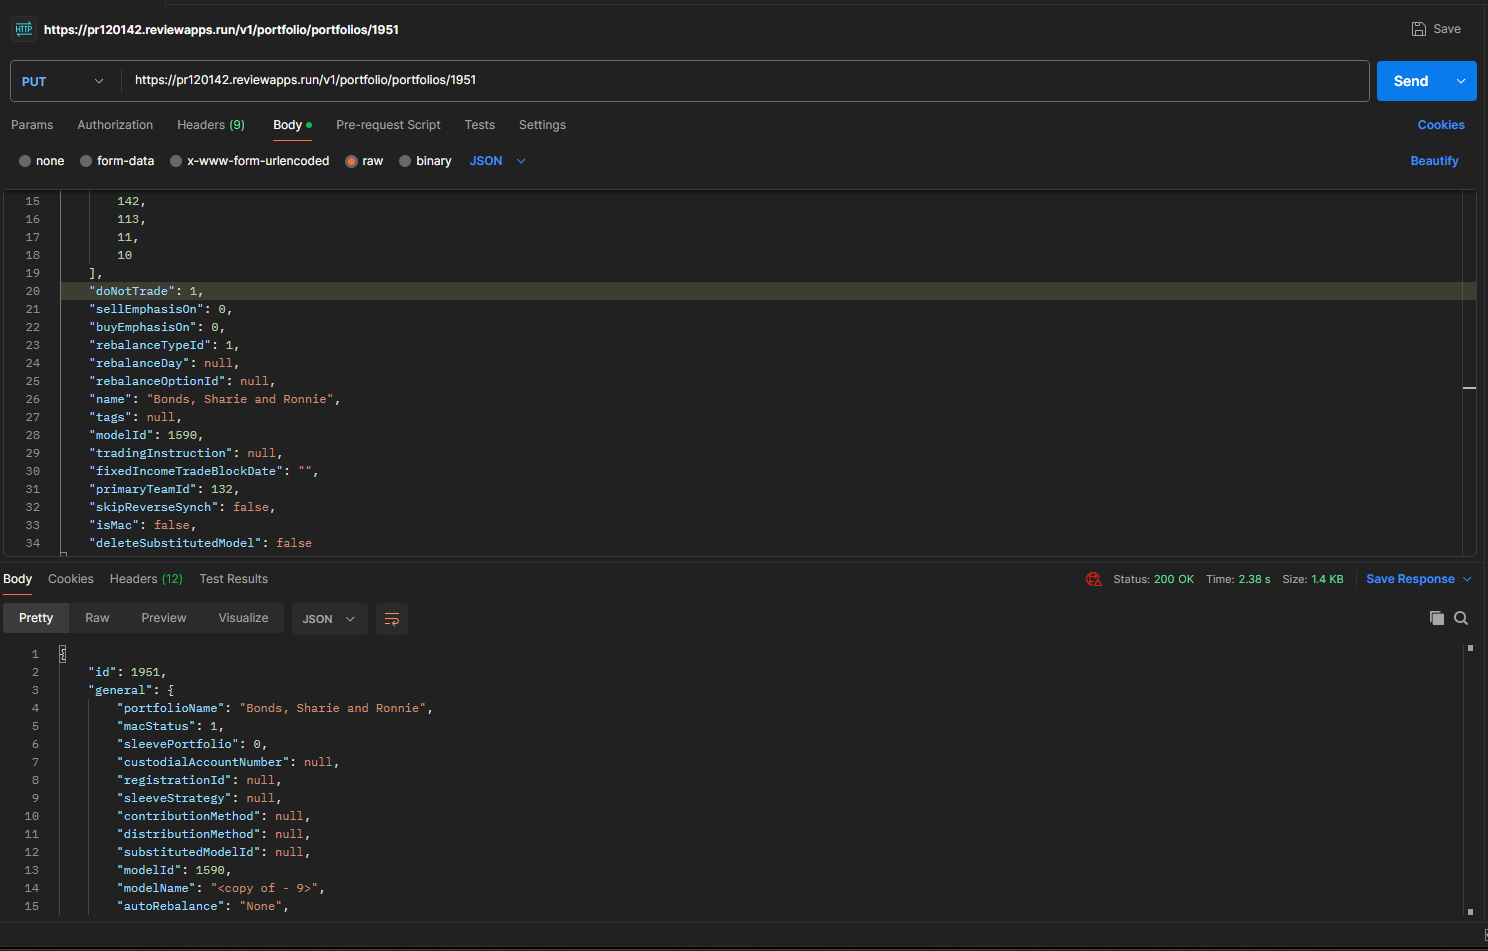 HTTP https://pr120142.reviewapps.run/v1/portfolio/portfolios/1951 Save
PUT https://pr120142.reviewapps.run/v1/portfolio/portfolios/1951 Send
Params Authorization Headers (9) Body Pre-request Script Tests Settings Cookies
none form-data x-www-form-urlencoded raw binary JSON Beautify
15 142,
16 113,
17 11,
18 10
19 ],
20 "doNotTrade": 1,
21 "sellEmphasisOn": 0,
22 "buyEmphasisOn": 0,
23 "rebalanceTypeId": 1,
24 "rebalanceDay": null,
25 "rebalanceOptionId": null,
26 "name": "Bonds, Sharie and Ronnie",
27 "tags": null,
28 "modelId": 1590,
29 "tradingInstruction": null,
30 "fixedIncomeTradeBlockDate": "",
31 "primaryTeamId": 132,
32 "skipReverseSynch": false,
33 "isMac": false,
34 "deleteSubstitutedModel": false
Body Cookies Headers (12) Test Results Status: 200 OK Time: 2.38 s Size: 1.4 KB Save Response
Pretty Raw Preview Visualize JSON
1 {
2 "id": 1951,
3 "general": {
4 "portfolioName": "Bonds, Sharie and Ronnie",
5 "macStatus": 1,
6 "sleevePortfolio": 0,
7 "custodialAccountNumber": null,
8 "registrationId": null,
9 "sleeveStrategy": null,
10 "contributionMethod": null,
11 "distributionMethod": null,
12 "substitutedModelId": null,
13 "modelId": 1590,
14 "modelName": "<copy of - 9>",
15 "autoRebalance": "None",